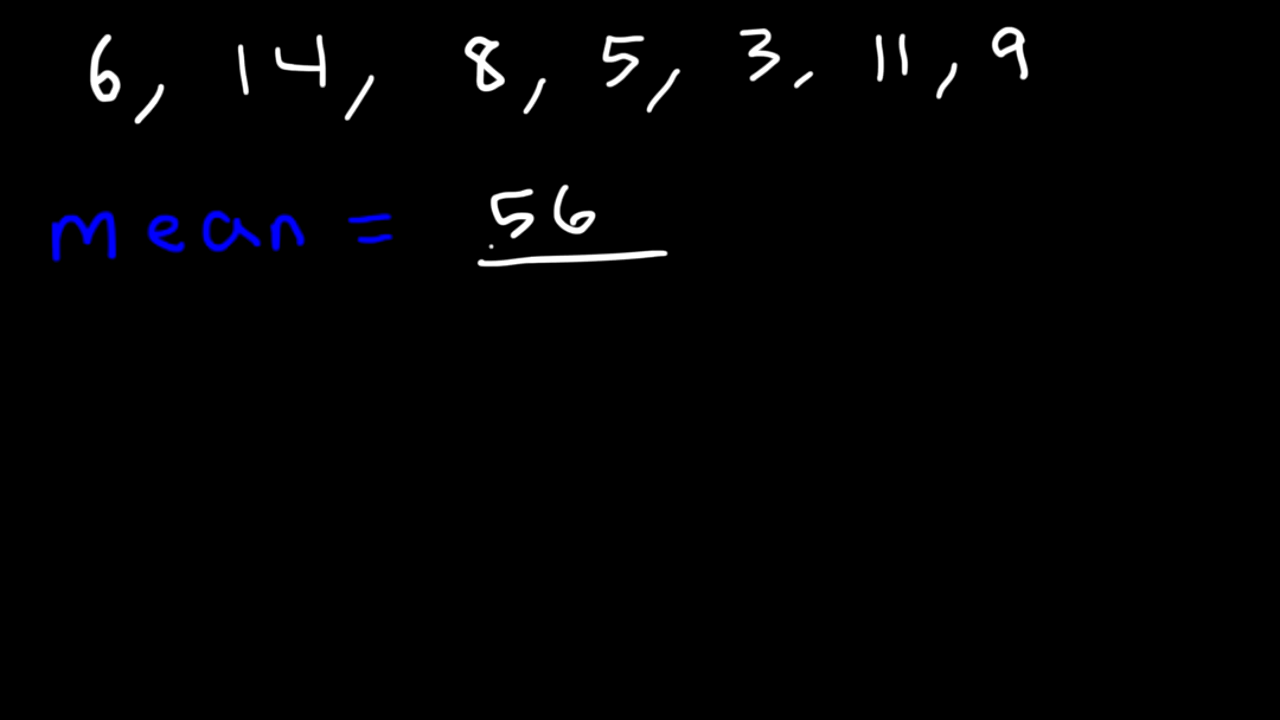 6, 14, 8, 5, 3, 11, 9
mean = 56